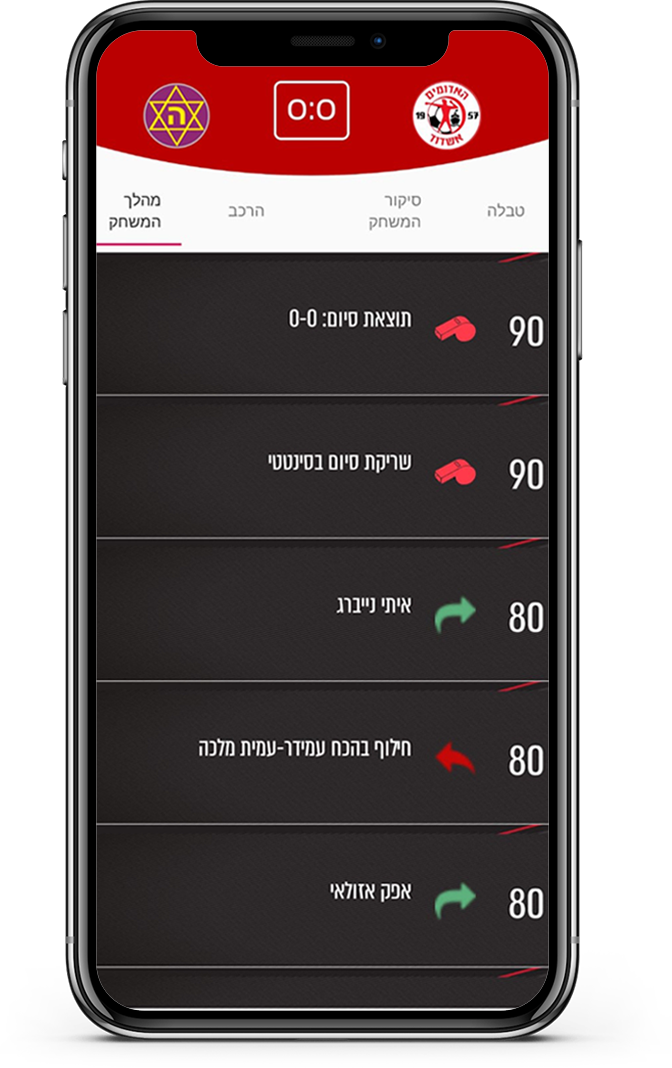 האדומים
19 57
אשדוד
0:0
ה
טבלה
סיקור
המשחק
הרכב
מהלך
המשחק
90
תוצאת סיום: 0-0
90
שריקת סיום בסינטטי
80
איתי נייברג
80
חילוף בהכח עמידר-עמית מלכה
80
אפק אזולאי